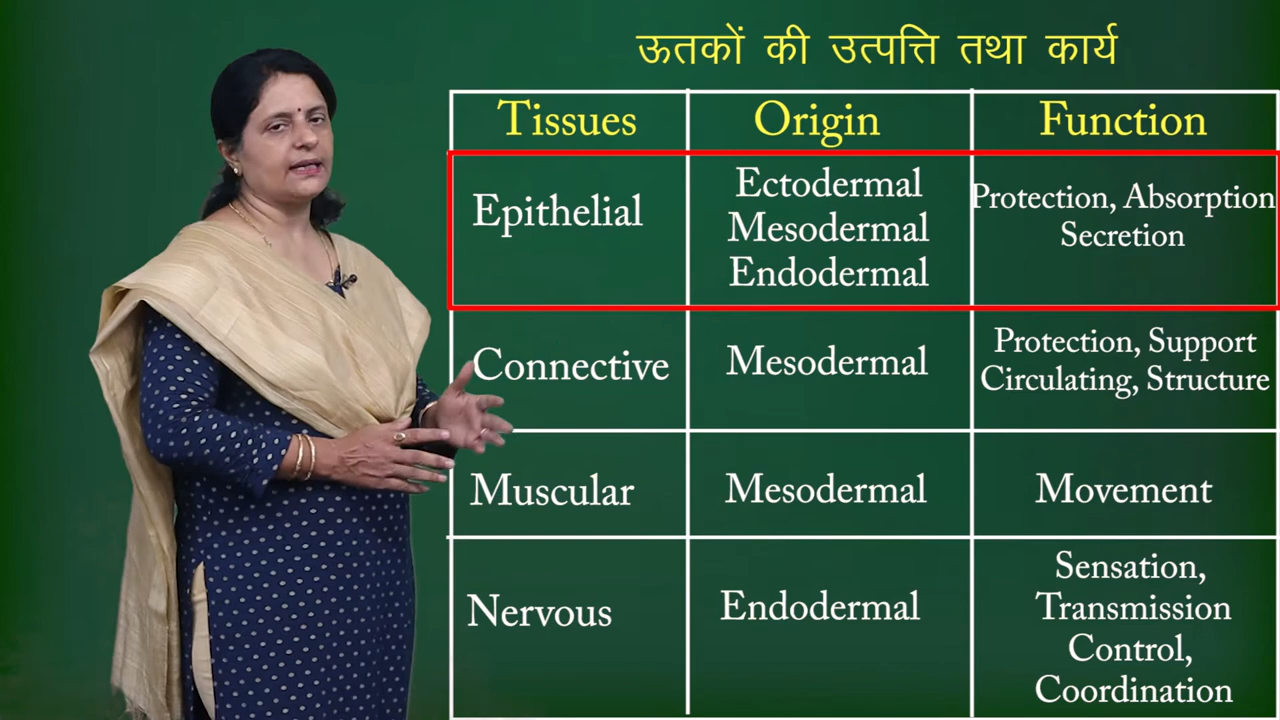 ऊतकों की उत्पत्ति तथा कार्य
Tissues Origin Function
Epithelial
Ectodermal
Mesodermal
Endodermal
Protection, Absorption
Secretion
Connective
Mesodermal
Protection, Support
Circulating, Structure
Muscular
Mesodermal
Movement
Nervous
Endodermal
Sensation,
Transmission
Control,
Coordination